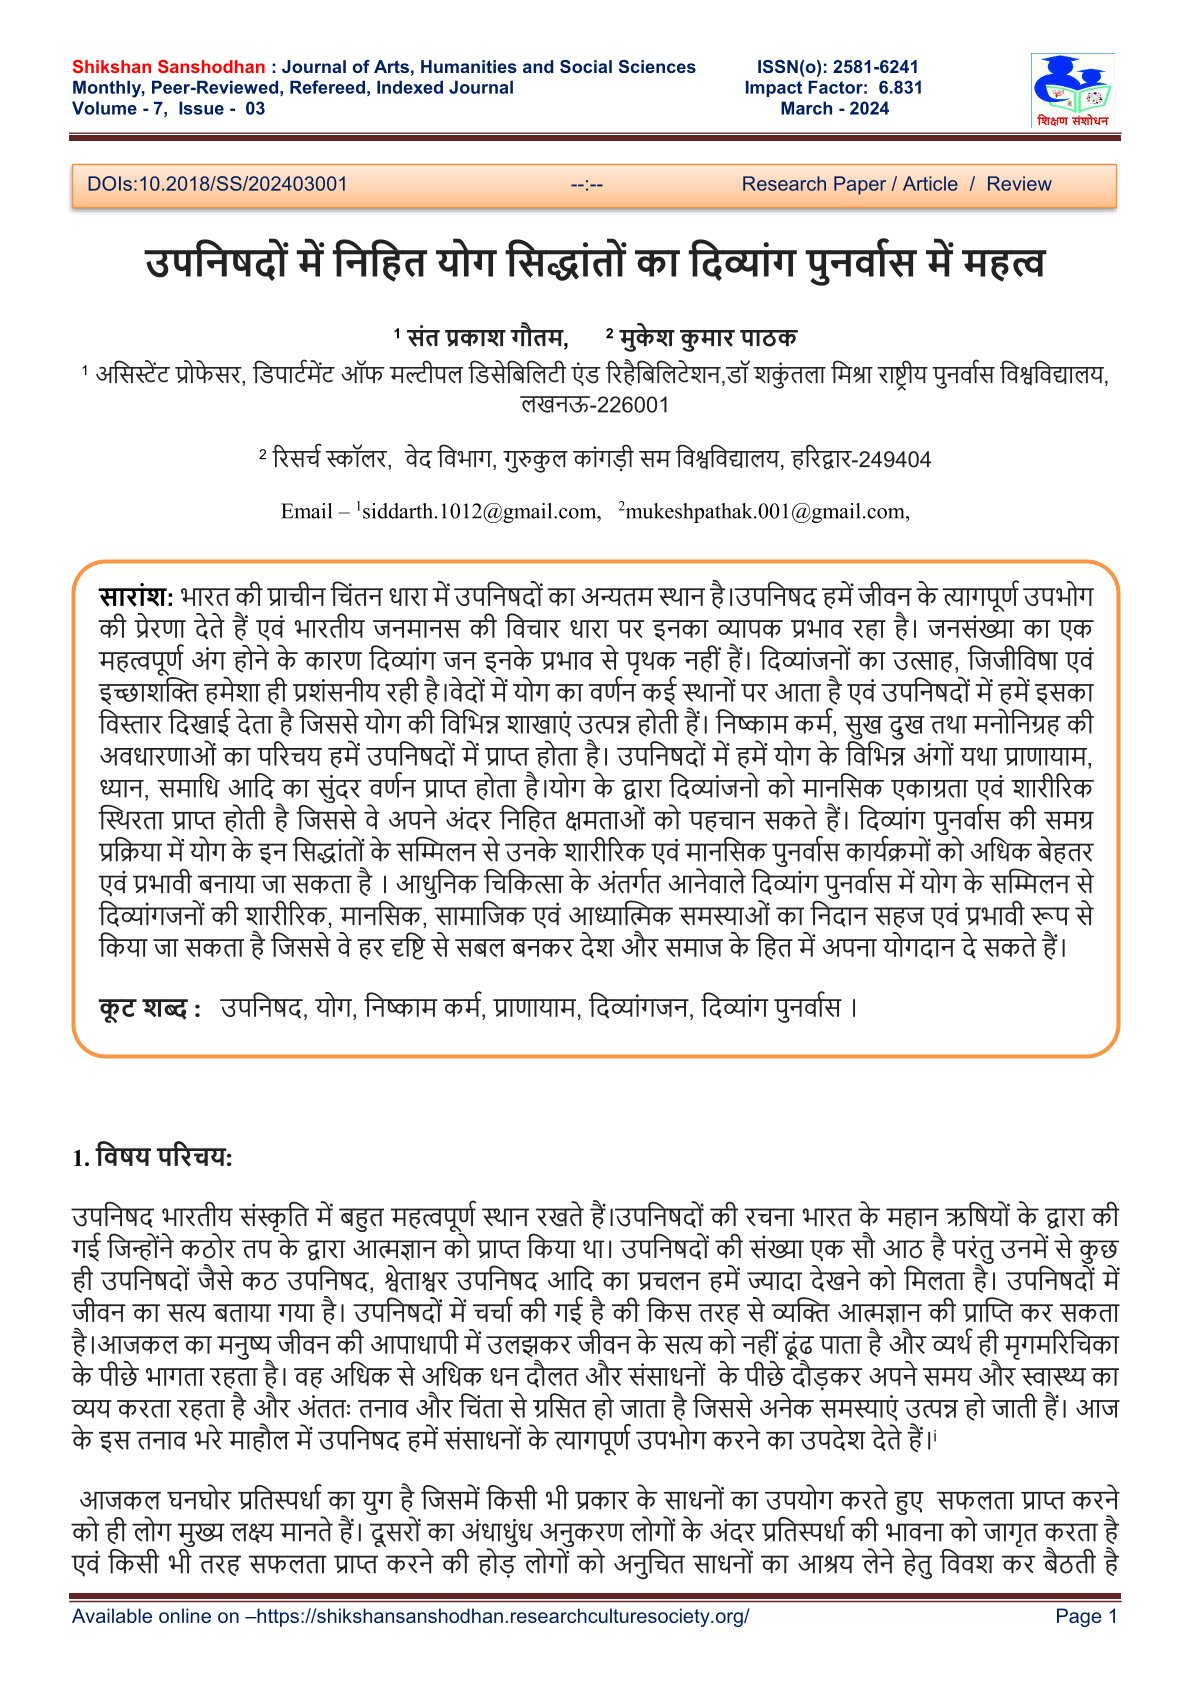 Shikshan Sanshodhan : Journal of Arts, Humanities and Social Sciences ISSN(o): 2581-6241
Monthly, Peer-Reviewed, Refereed, Indexed Journal Impact Factor: 6.831
Volume - 7, Issue - 03 March - 2024
शिक्षण संशोधन
DOIs:10.2018/SS/202403001 --:-- Research Paper / Article / Review
उपनिषदों में निहित योग सिद्धांतों का दिव्यांग पुनर्वास में महत्व
¹ संत प्रकाश गौतम, ² मुकेश कुमार पाठक
¹ असिस्टेंट प्रोफेसर, डिपार्टमेंट ऑफ मल्टीपल डिसेबिलिटी एंड रिहैबिलिटेशन,डॉ शकुंतला मिश्रा राष्ट्रीय पुनर्वास विश्वविद्यालय,
लखनऊ-226001
² रिसर्च स्कॉलर, वेद विभाग, गुरुकुल कांगड़ी सम विश्वविद्यालय, हरिद्वार-249404
Email – ¹siddarth.1012@gmail.com, ²mukeshpathak.001@gmail.com,
सारांश: भारत की प्राचीन चिंतन धारा में उपनिषदों का अन्यतम स्थान है।उपनिषद हमें जीवन के त्यागपूर्ण उपभोग
की प्रेरणा देते हैं एवं भारतीय जनमानस की विचार धारा पर इनका व्यापक प्रभाव रहा है। जनसंख्या का एक
महत्वपूर्ण अंग होने के कारण दिव्यांग जन इनके प्रभाव से पृथक नहीं हैं। दिव्यांजनों का उत्साह, जिजीविषा एवं
इच्छाशक्ति हमेशा ही प्रशंसनीय रही है।वेदों में योग का वर्णन कई स्थानों पर आता है एवं उपनिषदों में हमें इसका
विस्तार दिखाई देता है जिससे योग की विभिन्न शाखाएं उत्पन्न होती हैं। निष्काम कर्म, सुख दुख तथा मनोनिग्रह की
अवधारणाओं का परिचय हमें उपनिषदों में प्राप्त होता है। उपनिषदों में हमें योग के विभिन्न अंगों यथा प्राणायाम,
ध्यान, समाधि आदि का सुंदर वर्णन प्राप्त होता है।योग के द्वारा दिव्यांजनो को मानसिक एकाग्रता एवं शारीरिक
स्थिरता प्राप्त होती है जिससे वे अपने अंदर निहित क्षमताओं को पहचान सकते हैं। दिव्यांग पुनर्वास की समग्र
प्रक्रिया में योग के इन सिद्धांतों के सम्मिलन से उनके शारीरिक एवं मानसिक पुनर्वास कार्यक्रमों को अधिक बेहतर
एवं प्रभावी बनाया जा सकता है । आधुनिक चिकित्सा के अंतर्गत आनेवाले दिव्यांग पुनर्वास में योग के सम्मिलन से
दिव्यांगजनों की शारीरिक, मानसिक, सामाजिक एवं आध्यात्मिक समस्याओं का निदान सहज एवं प्रभावी रूप से
किया जा सकता है जिससे वे हर दृष्टि से सबल बनकर देश और समाज के हित में अपना योगदान दे सकते हैं।
कूट शब्द : उपनिषद, योग, निष्काम कर्म, प्राणायाम, दिव्यांगजन, दिव्यांग पुनर्वास ।
1. विषय परिचय:
उपनिषद भारतीय संस्कृति में बहुत महत्वपूर्ण स्थान रखते हैं।उपनिषदों की रचना भारत के महान ऋषियों के द्वारा की
गई जिन्होंने कठोर तप के द्वारा आत्मज्ञान को प्राप्त किया था। उपनिषदों की संख्या एक सौ आठ है परंतु उनमें से कुछ
ही उपनिषदों जैसे कठ उपनिषद, श्वेताश्वर उपनिषद आदि का प्रचलन हमें ज्यादा देखने को मिलता है। उपनिषदों में
जीवन का सत्य बताया गया है। उपनिषदों में चर्चा की गई है की किस तरह से व्यक्ति आत्मज्ञान की प्राप्ति कर सकता
है।आजकल का मनुष्य जीवन की आपाधापी में उलझकर जीवन के सत्य को नहीं ढूंढ पाता है और व्यर्थ ही मृगमरिचिका
के पीछे भागता रहता है। वह अधिक से अधिक धन दौलत और संसाधनों के पीछे दौड़कर अपने समय और स्वास्थ्य का
व्यय करता रहता है और अंततः तनाव और चिंता से ग्रसित हो जाता है जिससे अनेक समस्याएं उत्पन्न हो जाती हैं। आज
के इस तनाव भरे माहौल में उपनिषद हमें संसाधनों के त्यागपूर्ण उपभोग करने का उपदेश देते हैं।ⁱ
आजकल घनघोर प्रतिस्पर्धा का युग है जिसमें किसी भी प्रकार के साधनों का उपयोग करते हुए सफलता प्राप्त करने
को ही लोग मुख्य लक्ष्य मानते हैं। दूसरों का अंधाधुंध अनुकरण लोगों के अंदर प्रतिस्पर्धा की भावना को जागृत करता है
एवं किसी भी तरह सफलता प्राप्त करने की होड़ लोगों को अनुचित साधनों का आश्रय लेने हेतु विवश कर बैठती है
Available online on –https://shikshansanshodhan.researchculturesociety.org/ Page 1